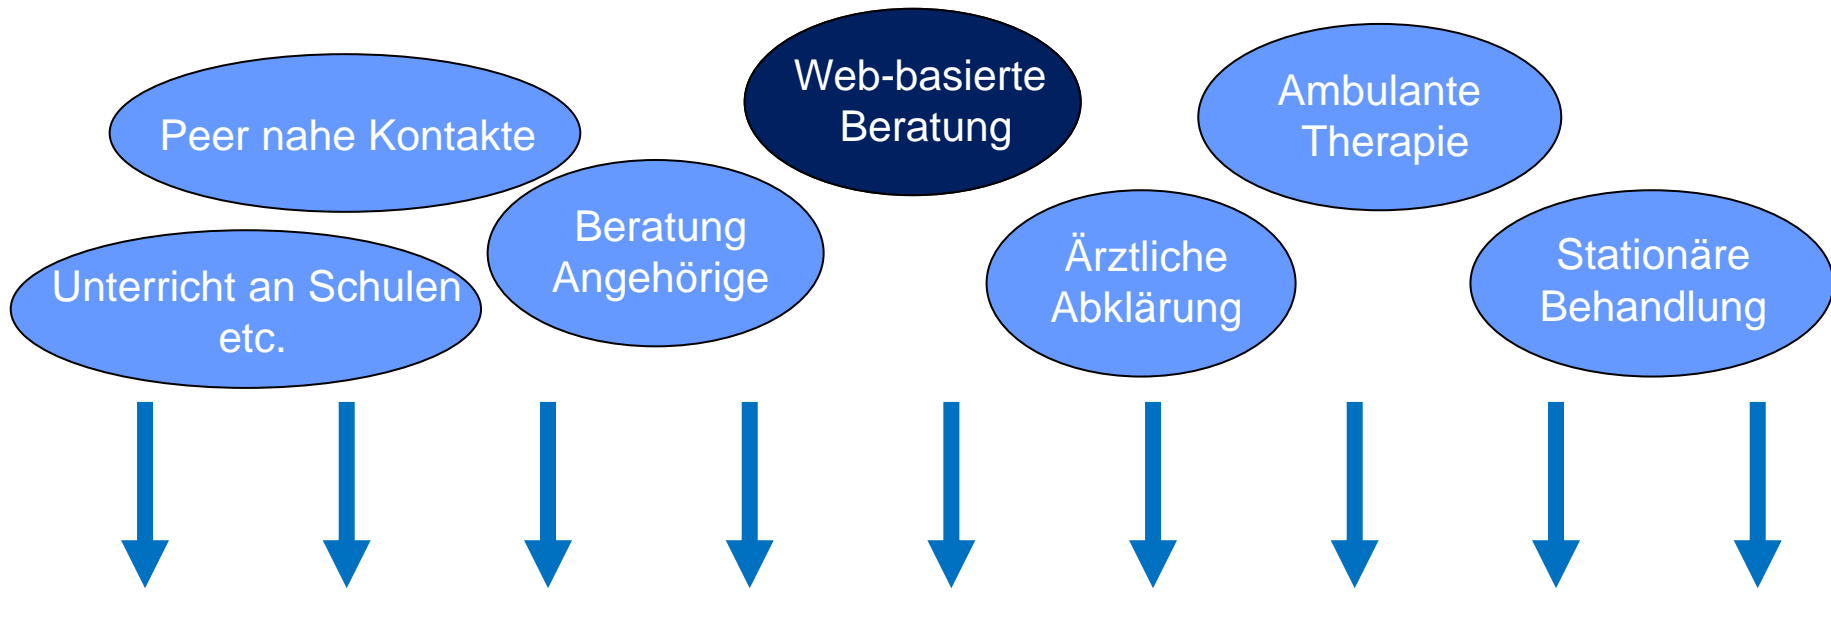 Peer nahe Kontakte
Unterricht an Schulen
etc.
Beratung
Angehörige
Web-basierte
Beratung
Ärztliche
Abklärung
Ambulante
Therapie
Stationäre
Behandlung